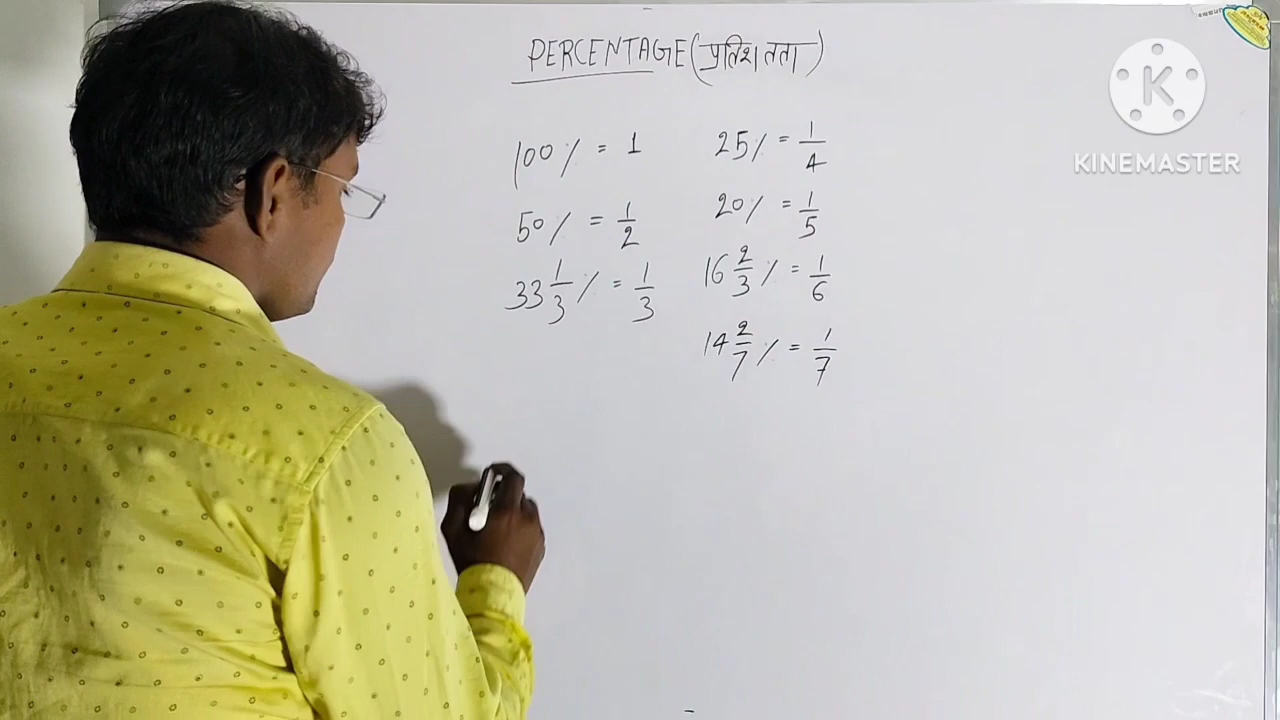 PERCENTAGE (प्रतिशतता)
100% = 1
50% = 1/2
33 1/3 % = 1/3
25% = 1/4
20% = 1/5
16 2/3 % = 1/6
14 2/7 % = 1/7
KINEMASTER